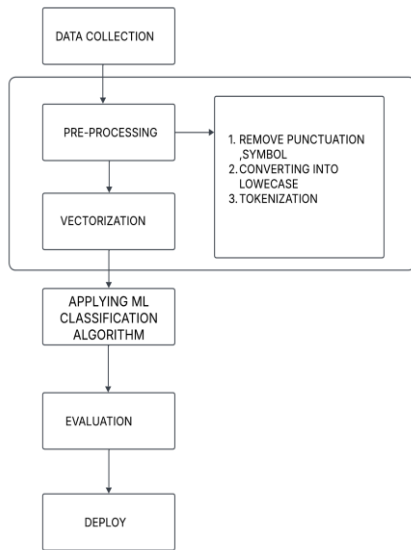 DATA COLLECTION
PRE-PROCESSING
1. REMOVE PUNCTUATION
,SYMBOL
2. CONVERTING INTO
LOWECASE
3. TOKENIZATION
VECTORIZATION
APPLYING ML
CLASSIFICATION
ALGORITHM
EVALUATION
DEPLOY